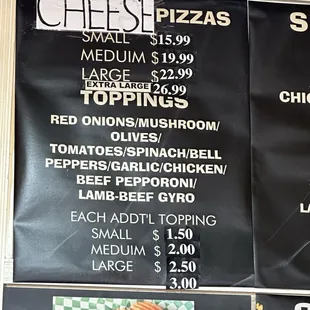 CHEESE PIZZAS
SMALL $15.99
MEDUIM $19.99
LARGE $22.99
EXTRA LARGE 26.99
TOPPINGS
RED ONIONS/MUSHROOM/
OLIVES/
TOMATOES/SPINACH/BELL
PEPPERS/GARLIC/CHICKEN/
BEEF PEPPORONI/
LAMB-BEEF GYRO
EACH ADDT'L TOPPING
SMALL $ 1.50
MEDUIM $ 2.00
LARGE $ 2.50
3.00